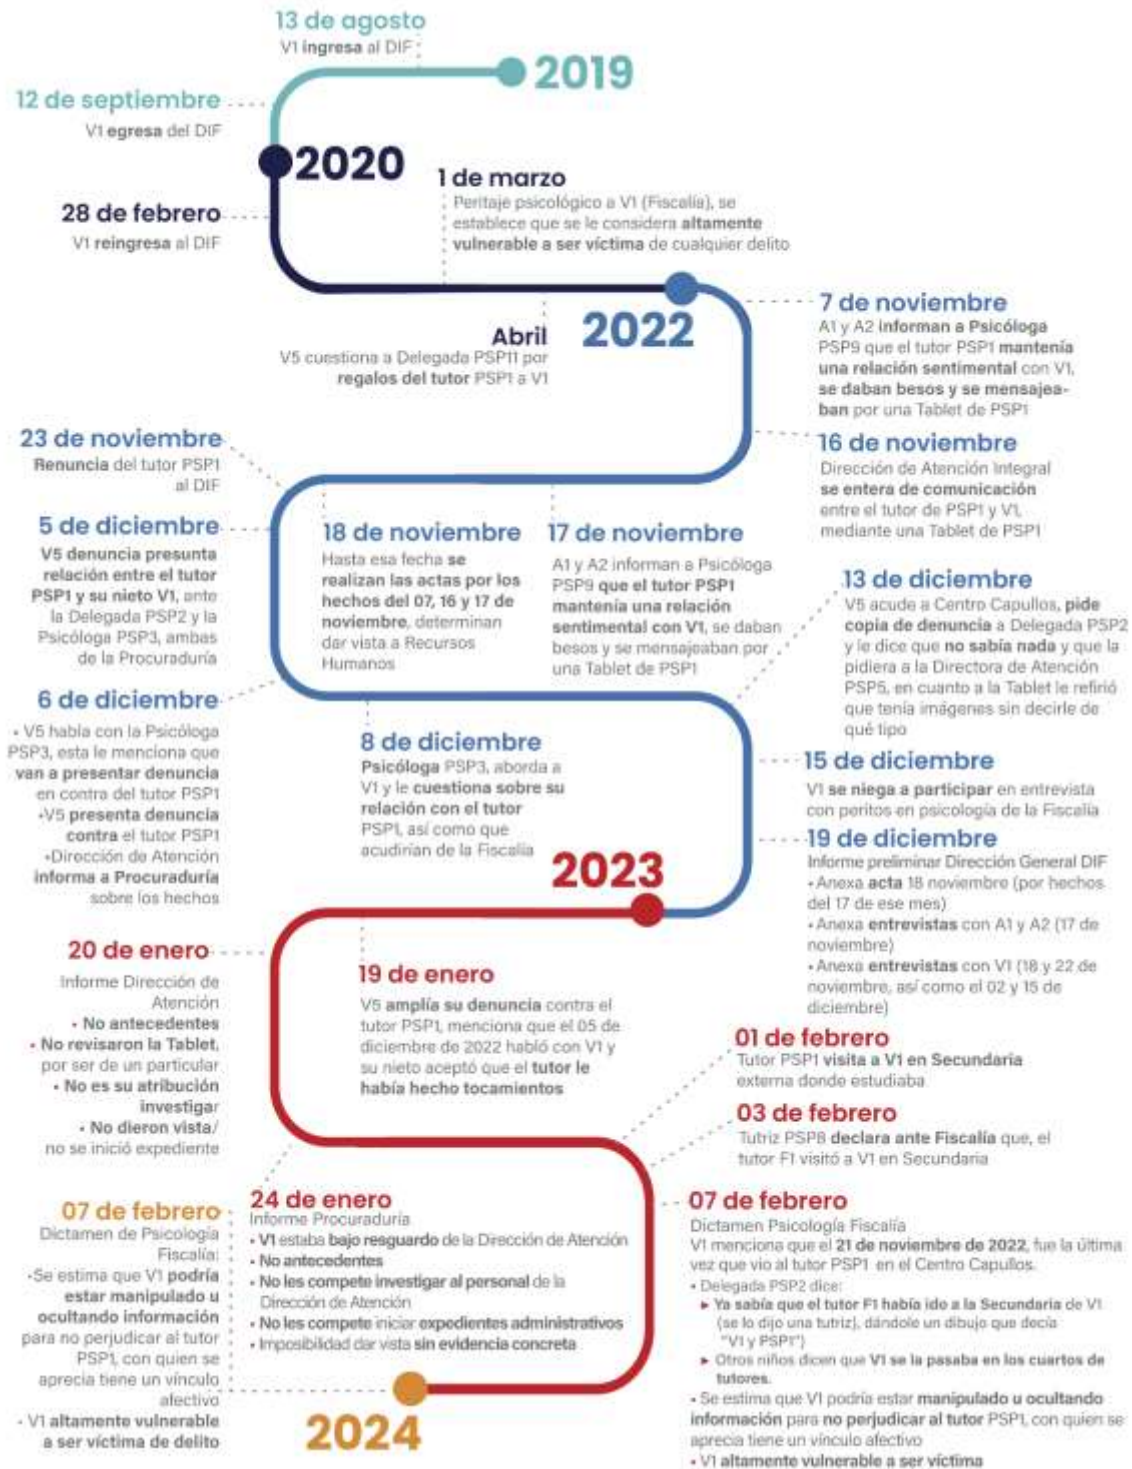 13 de agosto
V1 ingresa al DIF
2019
12 de septiembre
V1 egresa del DIF
2020
28 de febrero
V1 reingresa al DIF
1 de marzo
Peritaje psicológico a V1 (Fiscalía), se
establece que se le considera altamente
vulnerable a ser víctima de cualquier delito
Abril
V5 cuestiona a Delegada PSP11 por
regalos del tutor PSP1 a V1
2022
7 de noviembre
A1 y A2 informan a Psicóloga
PSP9 que el tutor PSP1 mantenía
una relación sentimental con V1,
se daban besos y se mensajea-
ban por una Tablet de PSP1
16 de noviembre
Dirección de Atención Integral
se entera de comunicación
entre el tutor de PSP1 y V1,
mediante una Tablet de PSP1
17 de noviembre
A1 y A2 informan a Psicóloga
PSP9 que el tutor PSP1
mantenía una relación
sentimental con V1, se daban
besos y se mensajeaban por
una Tablet de PSP1
18 de noviembre
Hasta esa fecha se
realizan las actas por los
hechos del 07, 16 y 17 de
noviembre, determinan
dar vista a Recursos
Humanos
23 de noviembre
Renuncia del tutor PSP1
al DIF
5 de diciembre
V5 denuncia presunta
relación entre el tutor
PSP1 y su nieto V1, ante
la Delegada PSP2 y la
Psicóloga PSP3, ambas
de la Procuraduría
6 de diciembre
• V5 habla con la Psicóloga
PSP3, esta le menciona que
van a presentar denuncia
en contra del tutor PSP1
•V5 presenta denuncia
contra el tutor PSP1
•Dirección de Atención
informa a Procuraduría
sobre los hechos
8 de diciembre
Psicóloga PSP3, aborda a
V1 y le cuestiona sobre su
relación con el tutor
PSP1, así como que
acudirían de la Fiscalía
13 de diciembre
V5 acude a Centro Capullos, pide
copia de denuncia a Delegada PSP2
y le dice que no sabía nada y que la
pidiera a la Directora de Atención
PSP5, en cuanto a la Tablet le refirió
que tenía imágenes sin decirle de
qué tipo
15 de diciembre
V1 se niega a participar en entrevista
con peritos en psicología de la Fiscalía
19 de diciembre
Informe preliminar Dirección General DIF
• Anexa acta 18 noviembre (por hechos
del 17 de ese mes)
• Anexa entrevistas con A1 y A2 (17 de
noviembre)
• Anexa entrevistas con V1 (18 y 22 de
noviembre, así como el 02 y 15 de
diciembre)
2023
19 de enero
V5 amplía su denuncia contra el
tutor PSP1, menciona que el 05 de
diciembre de 2022 habló con V1 y
su nieto aceptó que el tutor le
había hecho tocamientos
20 de enero
Informe Dirección de
Atención
• No antecedentes
• No revisaron la Tablet,
por ser de un particular
• No es su atribución
investigar
• No dieron vista/
no se inició expediente
24 de enero
Informe Procuraduría
• V1 estaba bajo resguardo de la Dirección de Atención
• No antecedentes
• No les compete investigar al personal de la
Dirección de Atención
• No les compete iniciar expedientes administrativos
• Imposibilidad dar vista sin evidencia concreta
01 de febrero
Tutor PSP1 visita a V1 en Secundaria
externa donde estudiaba
03 de febrero
Tutriz PSP8 declara ante Fiscalía que, el
tutor F1 visitó a V1 en Secundaria
07 de febrero
Dictamen Psicología Fiscalía
V1 menciona que el 21 de noviembre de 2022, fue la última
vez que vio al tutor PSP1 en el Centro Capullos.
• Delegada PSP2 dice:
▸ Ya sabía que el tutor F1 había ido a la Secundaria de V1
(se lo dijo una tutriz), dándole un dibujo que decía
"V1 y PSP1")
▸ Otros niños dicen que V1 se la pasaba en los cuartos de
tutores.
• Se estima que V1 podría estar manipulado u ocultando
información para no perjudicar al tutor PSP1, con quien se
aprecia tiene un vínculo afectivo
• V1 altamente vulnerable a ser víctima
07 de febrero
Dictamen de Psicología
Fiscalía:
•Se estima que V1 podría
estar manipulado u
ocultando información
para no perjudicar al tutor
PSP1, con quien se
aprecia tiene un vínculo
afectivo
• V1 altamente vulnerable
a ser víctima de delito
2024